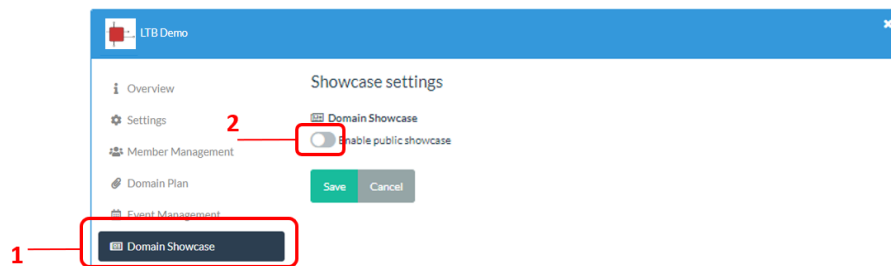 LTB Demo
×
Overview
Settings
Member Management
Domain Plan
Event Management
Domain Showcase
Showcase settings
Domain Showcase
Enable public showcase
Save
Cancel
2
1